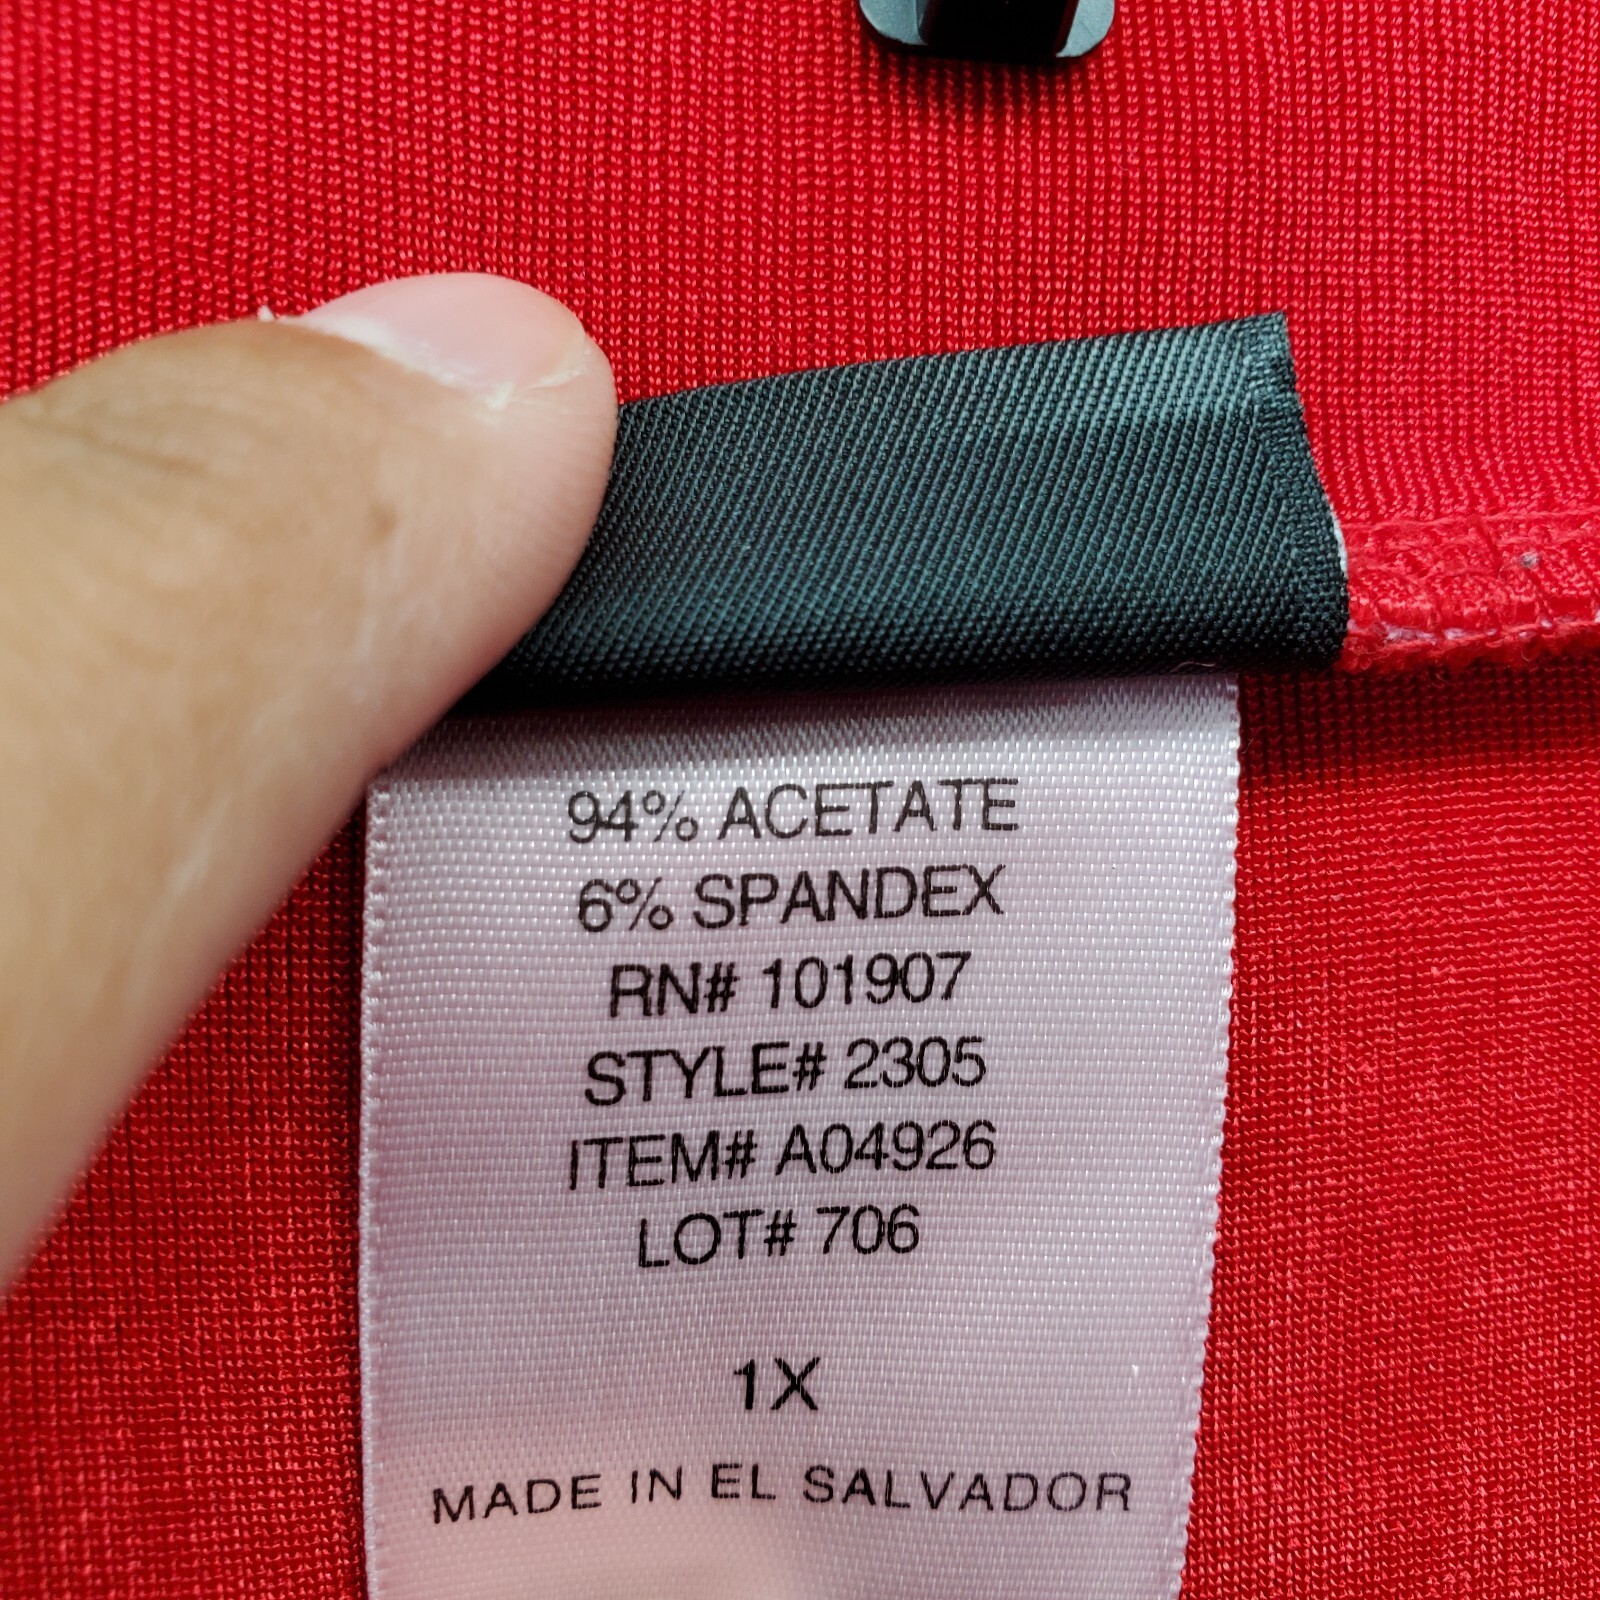 94% ACETATE
6% SPANDEX
RN# 101907
STYLE# 2305
ITEM# A04926
LOT# 706
1X
MADE IN EL SALVADOR